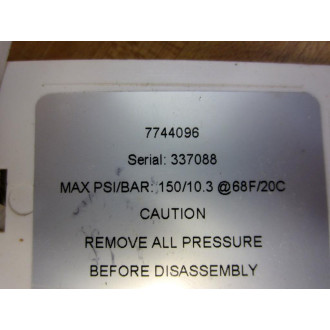 7744096
Serial: 337088
MAX PSI/BAR: 150/10.3 @68F/20C
CAUTION
REMOVE ALL PRESSURE
BEFORE DISASSEMBLY